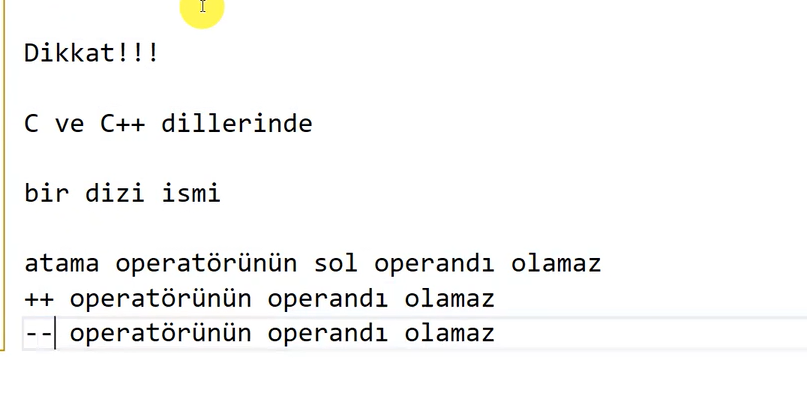 Dikkat!!!
C ve C++ dillerinde
bir dizi ismi
atama operatörünün sol operandı olamaz
++ operatörünün operandı olamaz
-- operatörünün operandı olamaz